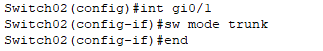 Switch02(config)#int gi0/1
Switch02(config-if)#sw mode trunk
Switch02(config-if)#end